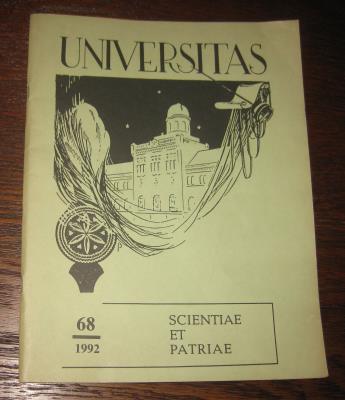 UNIVERSITAS
68
1992
SCIENTIAE
ET
PATRIAE